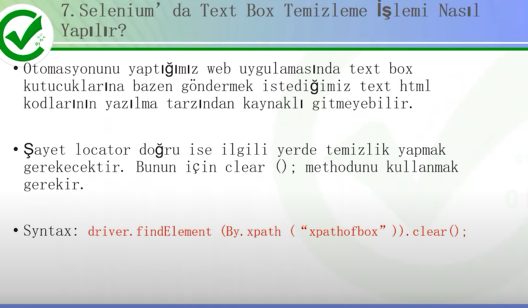 7.Selenium’da Text Box Temizleme İşlemi Nasıl
Yapılır?
• Otomasyonunu yaptığımız web uygulamasında text box
kutucuklarına bazen göndermek istediğimiz text html
kodlarının yazılma tarzından kaynaklı gitmeyebilir.
• Şayet locator doğru ise ilgili yerde temizlik yapmak
gerekecektir. Bunun için clear (); methodunu kullanmak
gerekir.
• Syntax: driver.findElement (By.xpath (“xpathofbox”)).clear();